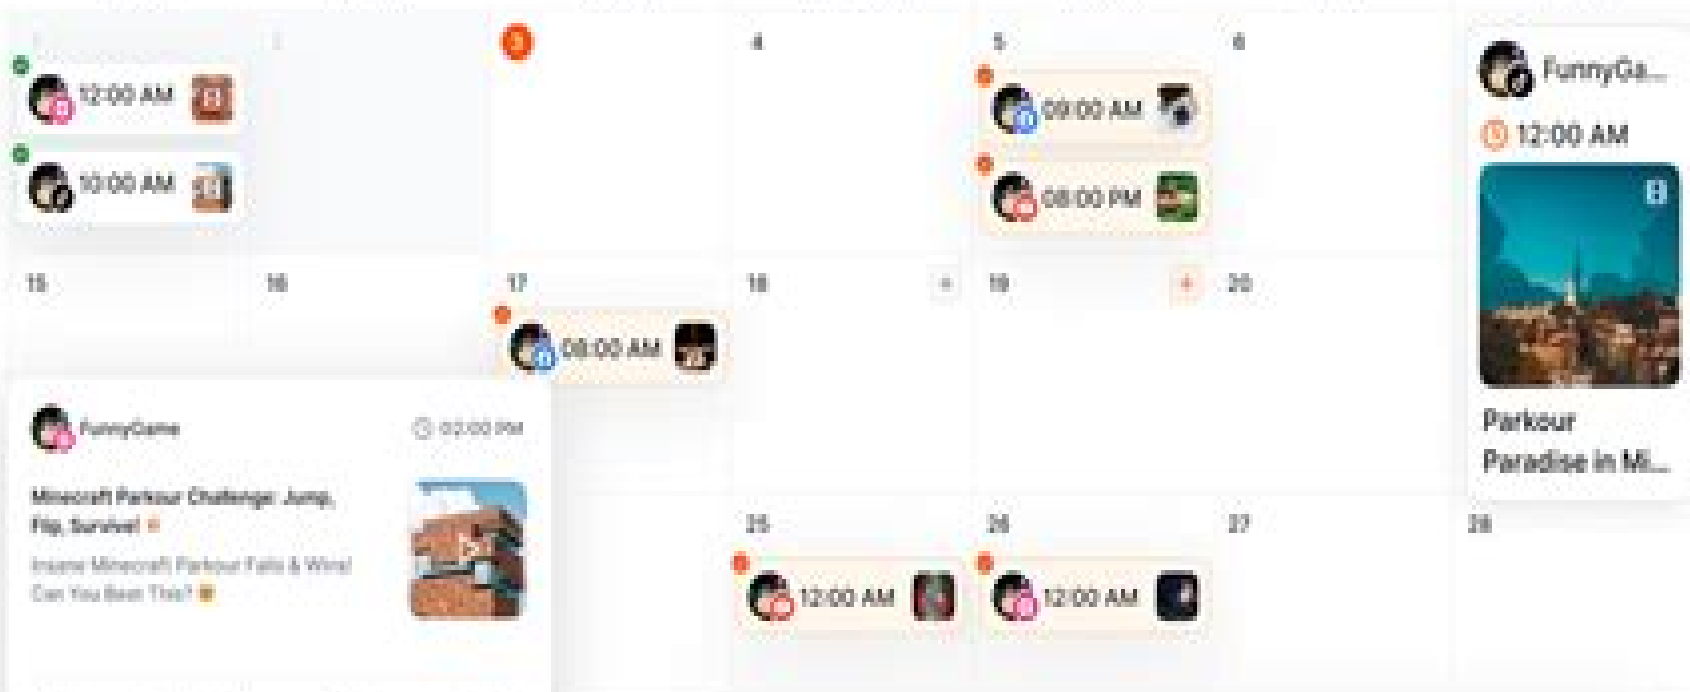 3
4
5
6
FunnyGa...
12:00 AM
10:00 AM
09:00 AM
08:00 PM
12:00 AM
15
16
17
18
19
20
08:00 AM
Parkour
Paradise in Mi...
FunnyGame
02:00 PM
Minecraft Parkour Challenge: Jump,
Flip, Survive!
Insane Minecraft Parkour Fails & Wins!
Can You Beat This?
25
26
27
28
12:00 AM
12:00 AM